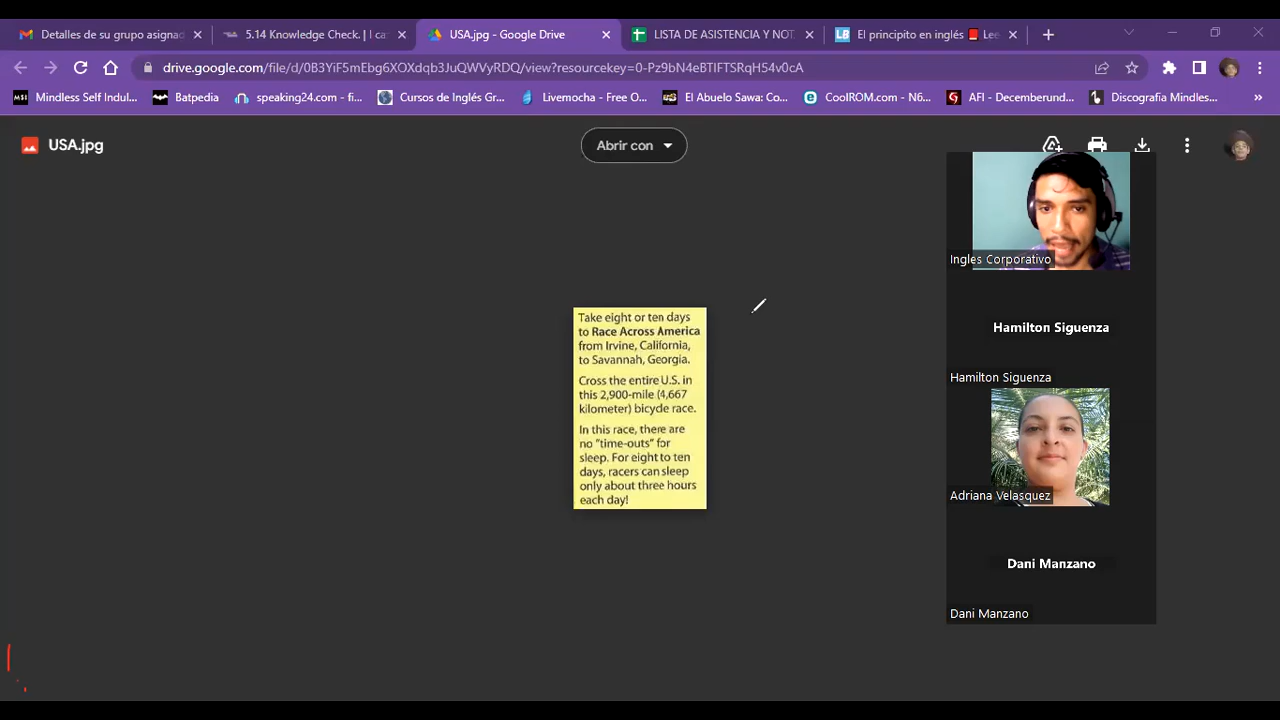 Detalles de su grupo asignad
5.14 Knowledge Check. | I ca
USA.jpg - Google Drive
LISTA DE ASISTENCIA Y NOT
El principito en inglés
Lee
drive.google.com/file/d/0B3YiF5mEbg6XOXdqb3JuQWVyRDQ/view?resourcekey=0-Pz9bN4eBTIFTSRqH54v0cA
Mindless Self Indul...
Batpedia
speaking24.com - fi...
Cursos de Inglés Gr...
Livemocha - Free O...
El Abuelo Sawa: Co...
CoolROM.com - N6...
AFI - Decemberund...
Discografia Mindles...
USA.jpg
Abrir con
Take eight or ten days
to Race Across America
from Irvine, California,
to Savannah, Georgia.
Cross the entire U.S. in
this 2,900-mile (4,667
kilometer) bicycle race.
In this race, there are
no "time-outs" for
sleep. For eight to ten
days, racers can sleep
only about three hours
each day!
Ingles Corporativo
Hamilton Siguenza
Hamilton Siguenza
Adriana Velasquez
Dani Manzano
Dani Manzano